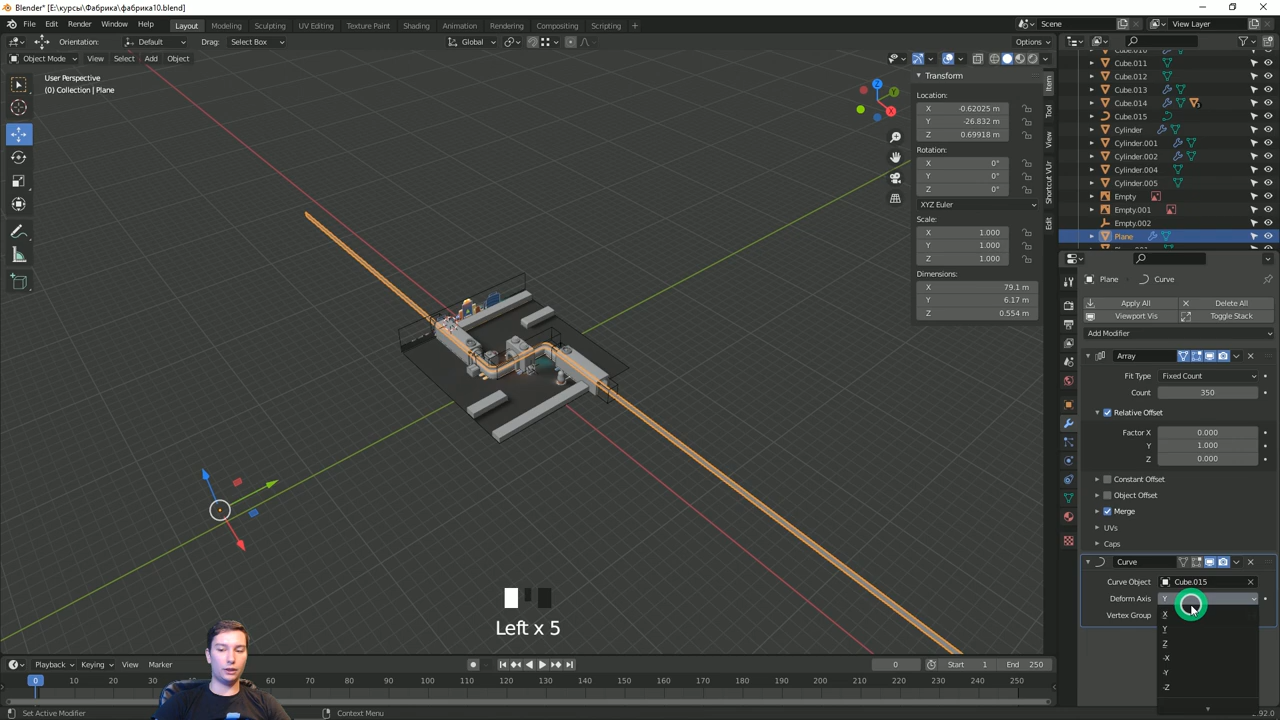 Blender* [E:\курсы\Фабрика\фабрика10.blend]
File Edit Render Window Help
Layout Modeling Sculpting UV Editing Texture Paint Shading Animation Rendering Compositing Scripting +
Scene View Layer
Orientation: Default Drag: Select Box Global Options
Object Mode View Select Add Object
User Perspective
(0) Collection | Plane
Transform
Location:
X -0.62025 m
Y -26.832 m
Z 0.69918 m
Rotation:
X 0°
Y 0°
Z 0°
XYZ Euler
Scale:
X 1.000
Y 1.000
Z 1.000
Dimensions:
X 79.1 m
Y 6.17 m
Z 0.554 m
Item
Tool
View
Shortcut VUr
Edit
Z
Y
X
Cube.010
Cube.011
Cube.012
Cube.013
Cube.014
Cube.015
Cylinder
Cylinder.001
Cylinder.002
Cylinder.004
Cylinder.005
Empty
Empty.001
Empty.002
Plane
Plane Curve
Apply All Delete All
Viewport Vis Toggle Stack
Add Modifier
Array
Fit Type Fixed Count
Count 350
Relative Offset
Factor X 0.000
Y 1.000
Z 0.000
Constant Offset
Object Offset
Merge
UVs
Caps
Curve
Curve Object Cube.015
Deform Axis Y
Vertex Group
X
Y
Z
-X
-Y
-Z
Left x 5
Playback Keying View Marker 0 Start 1 End 250
0 10 20 30 40 50 60 70 80 90 100 110 120 130 140 150 160 170 180 190 200 210 220 230 240 250
Set Active Modifier Context Menu 2.92.0